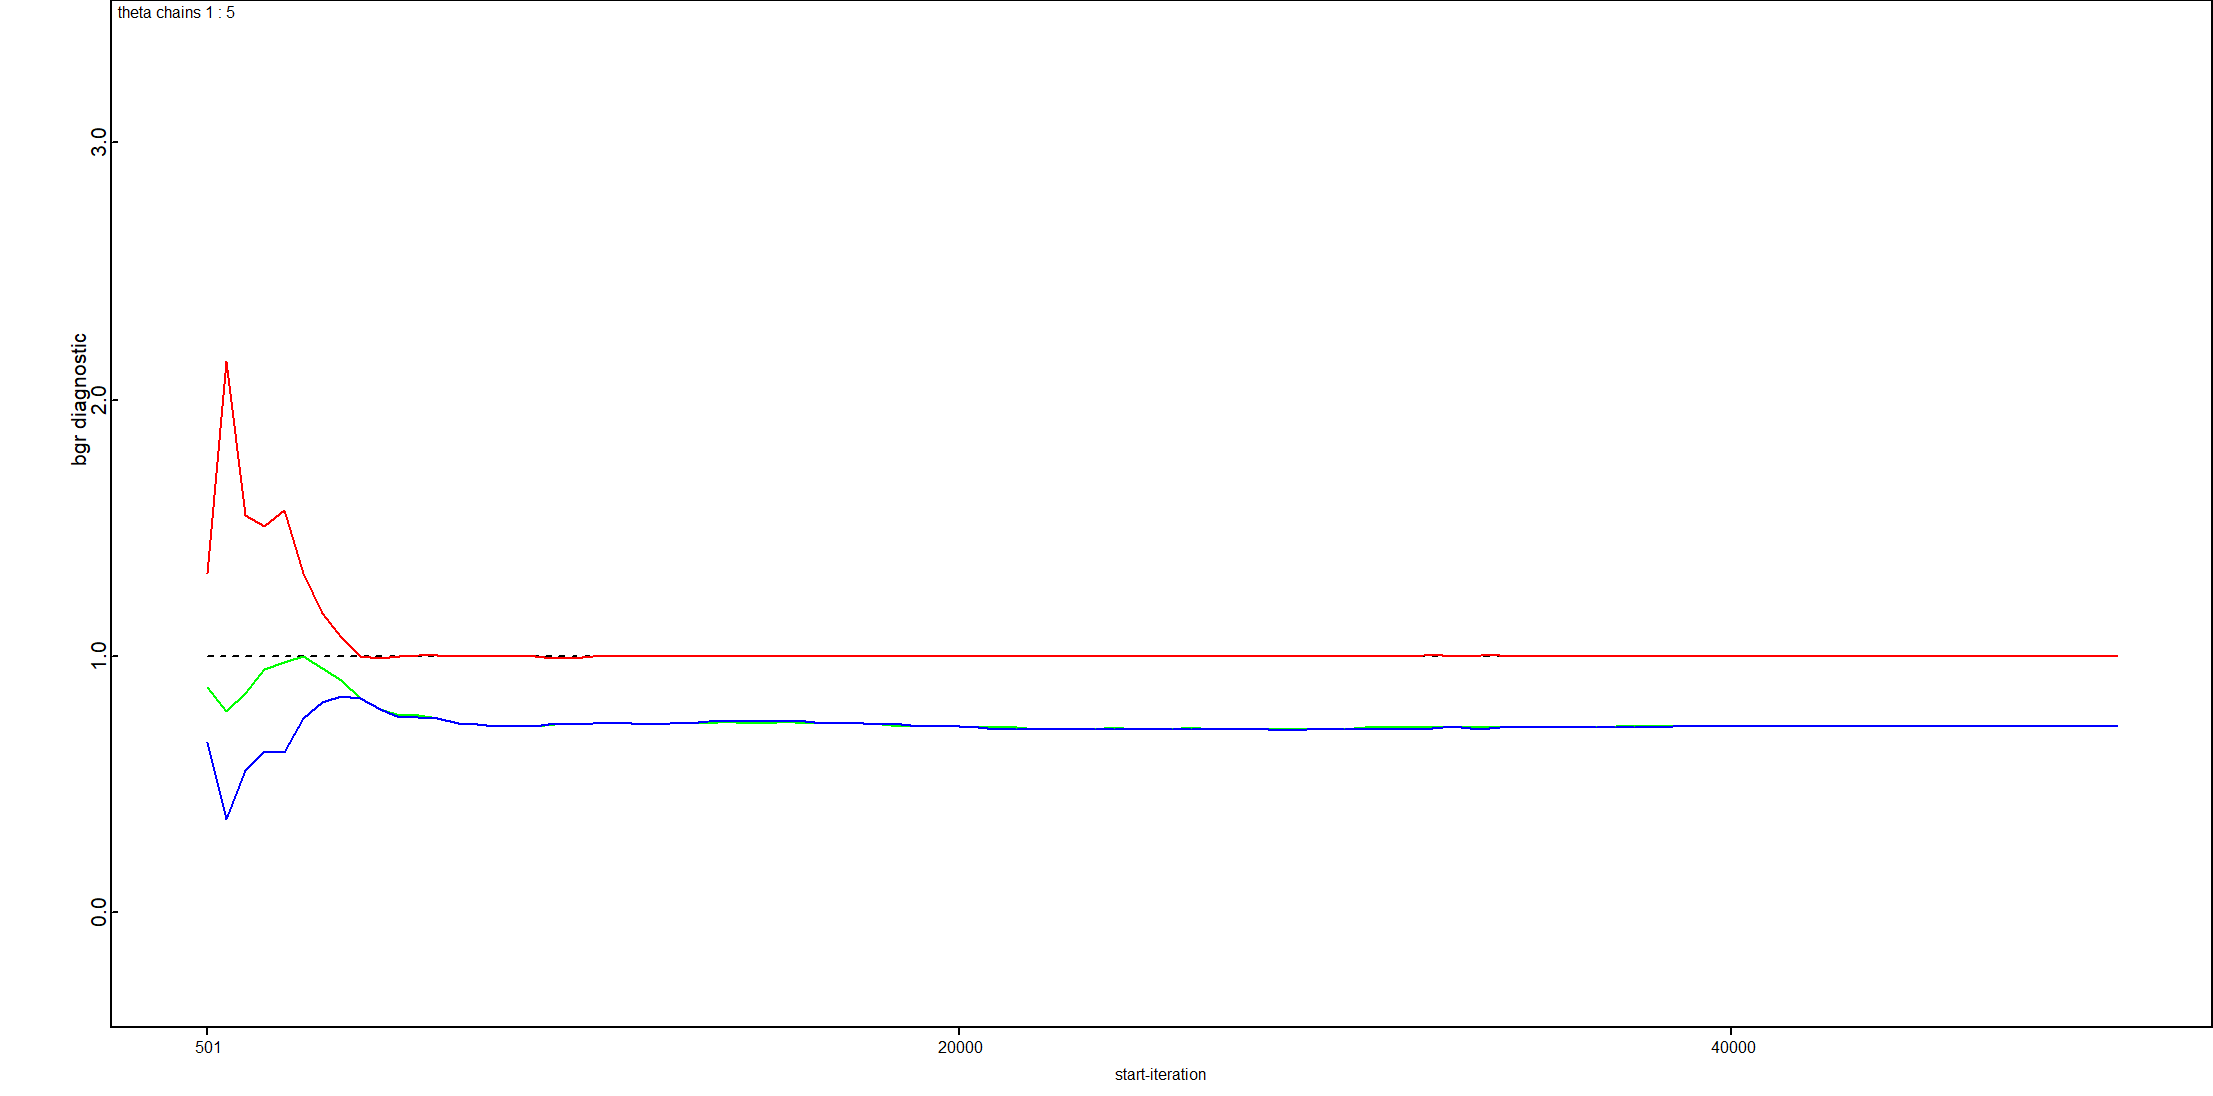 theta chains 1 : 5
bgr diagnostic
3.0
2.0
1.0
0.0
501
20000
40000
start-iteration